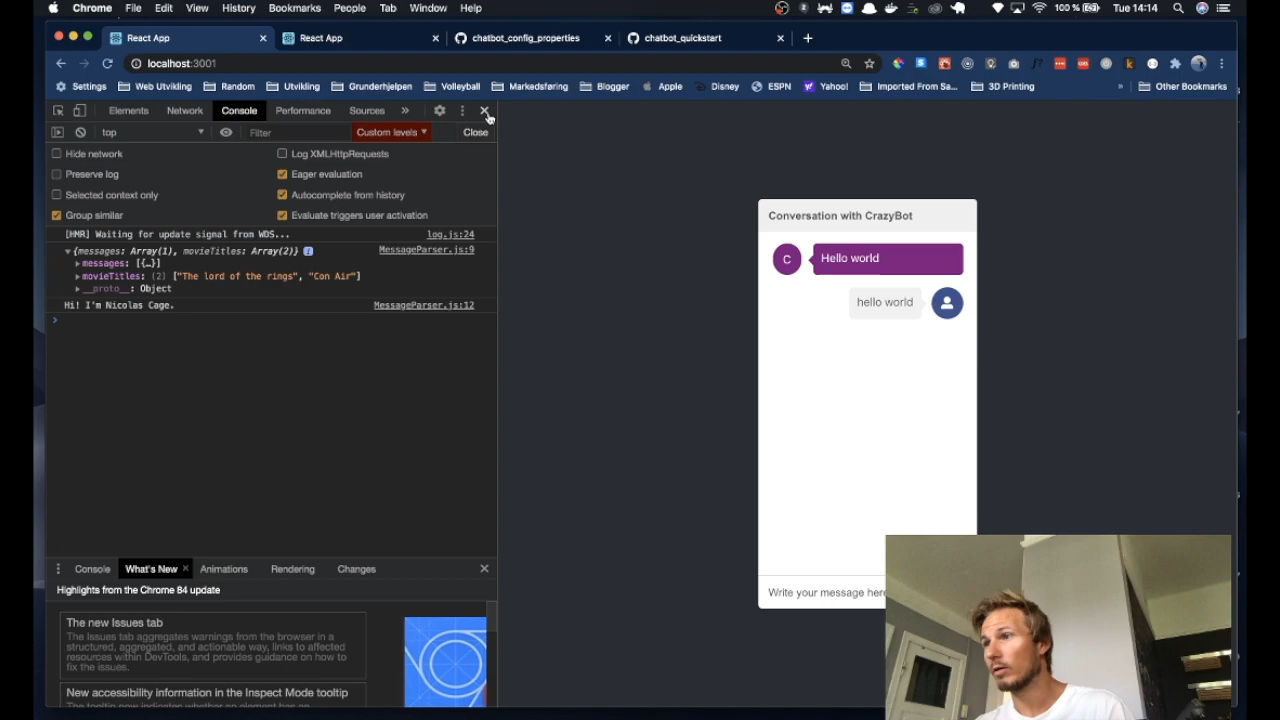 Chrome File Edit View History Bookmarks People Tab Window Help 100 % Tue 14:14
React App React App chatbot_config_properties chatbot_quickstart
localhost:3001
Settings Web Utvikling Random Utvikling Grunderhjelpen Volleyball Markedsføring Blogger Apple Disney ESPN Yahoo! Imported From Sa... 3D Printing » Other Bookmarks
Elements Network Console Performance Sources »
top Filter Custom levels Close
Hide network Log XMLHttpRequests
Preserve log Eager evaluation
Selected context only Autocomplete from history
Group similar Evaluate triggers user activation
[HMR] Waiting for update signal from WDS... log.js:24
{messages: Array(1), movieTitles: Array(2)} MessageParser.js:9
messages: [{…}]
movieTitles: (2) ["The lord of the rings", "Con Air"]
__proto__: Object
Hi! I'm Nicolas Cage. MessageParser.js:12
Conversation with CrazyBot
C Hello world
hello world
Write your message here
Console What's New Animations Rendering Changes
Highlights from the Chrome 84 update
The new Issues tab
The Issues tab aggregates warnings from the browser in a
structured, aggregated, and actionable way, links to affected
resources within DevTools, and provides guidance on how to
fix the issues.
New accessibility information in the Inspect Mode tooltip
The tooltip now indicates whether an element has an